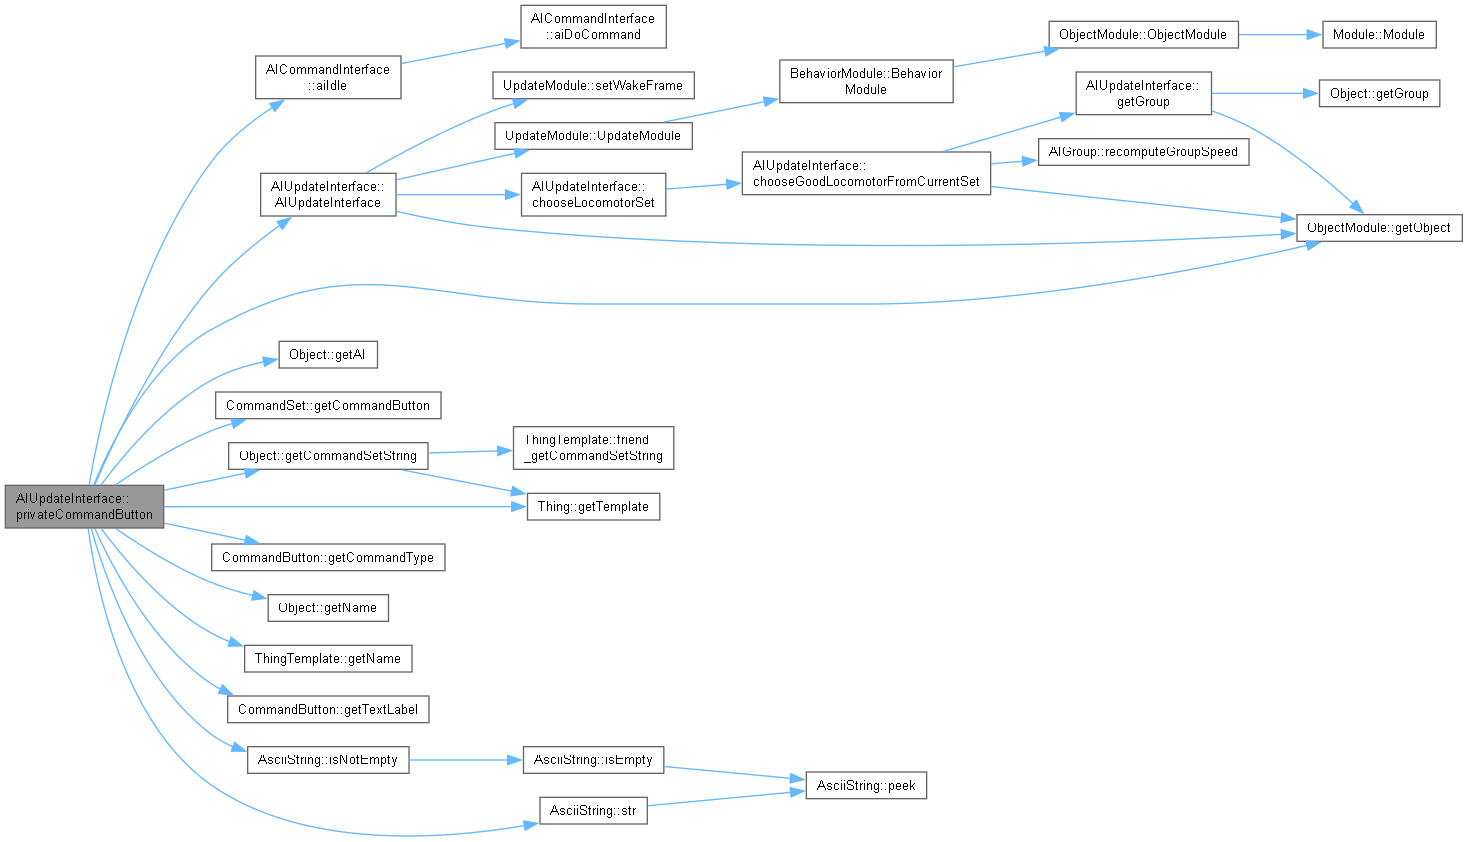 AICommandInterface
::aiDoCommand
ObjectModule::ObjectModule
Module::Module
AICommandInterface
::aiIdle
UpdateModule::setWakeFrame
BehaviorModule::Behavior
Module
AIUpdateInterface::
getGroup
Object::getGroup
UpdateModule::UpdateModule
AIGroup::recomputeGroupSpeed
AIUpdateInterface::
AIUpdateInterface
AIUpdateInterface::
chooseLocomotorSet
AIUpdateInterface::
chooseGoodLocomotorFromCurrentSet
ObjectModule::getObject
Object::getAI
CommandSet::getCommandButton
Object::getCommandSetString
ThingTemplate::friend
_getCommandSetString
AIUpdateInterface::
privateCommandButton
Thing::getTemplate
CommandButton::getCommandType
Object::getName
ThingTemplate::getName
CommandButton::getTextLabel
AsciiString::isNotEmpty
AsciiString::isEmpty
AsciiString::peek
AsciiString::str